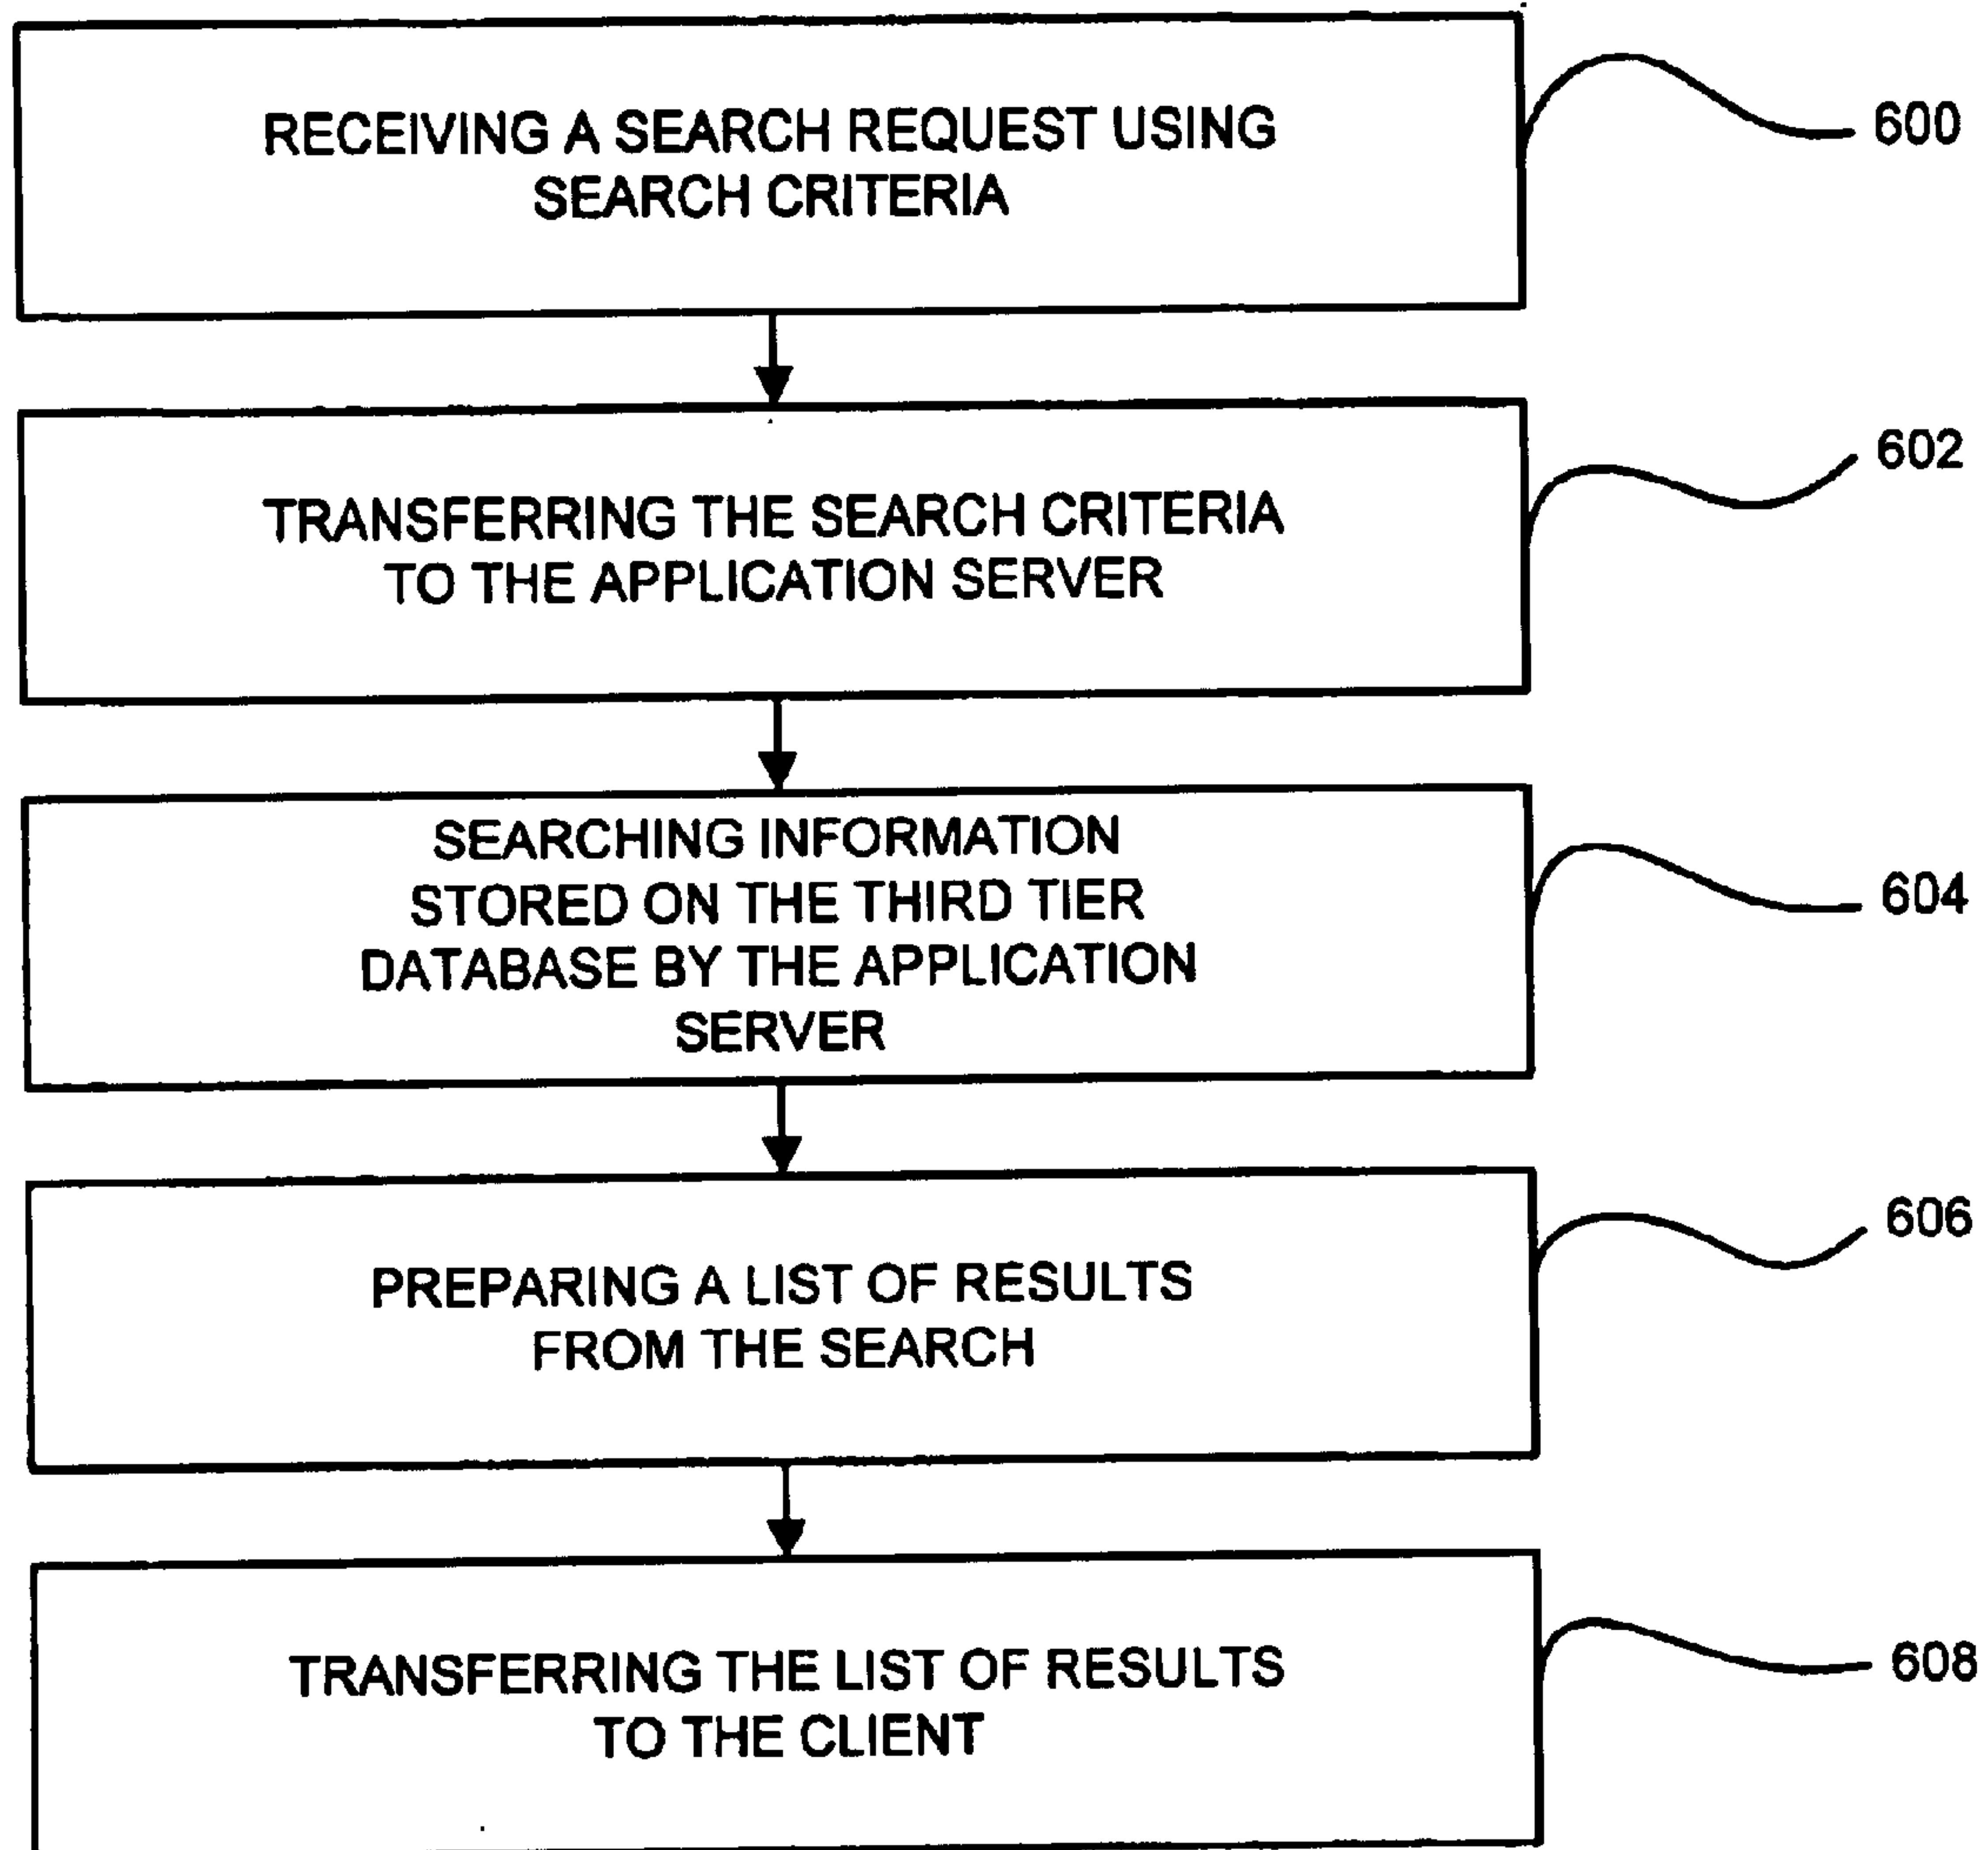 RECEIVING A SEARCH REQUEST USING
SEARCH CRITERIA
600
TRANSFERRING THE SEARCH CRITERIA
TO THE APPLICATION SERVER
602
SEARCHING INFORMATION
STORED ON THE THIRD TIER
DATABASE BY THE APPLICATION
SERVER
604
PREPARING A LIST OF RESULTS
FROM THE SEARCH
606
TRANSFERRING THE LIST OF RESULTS
TO THE CLIENT
608